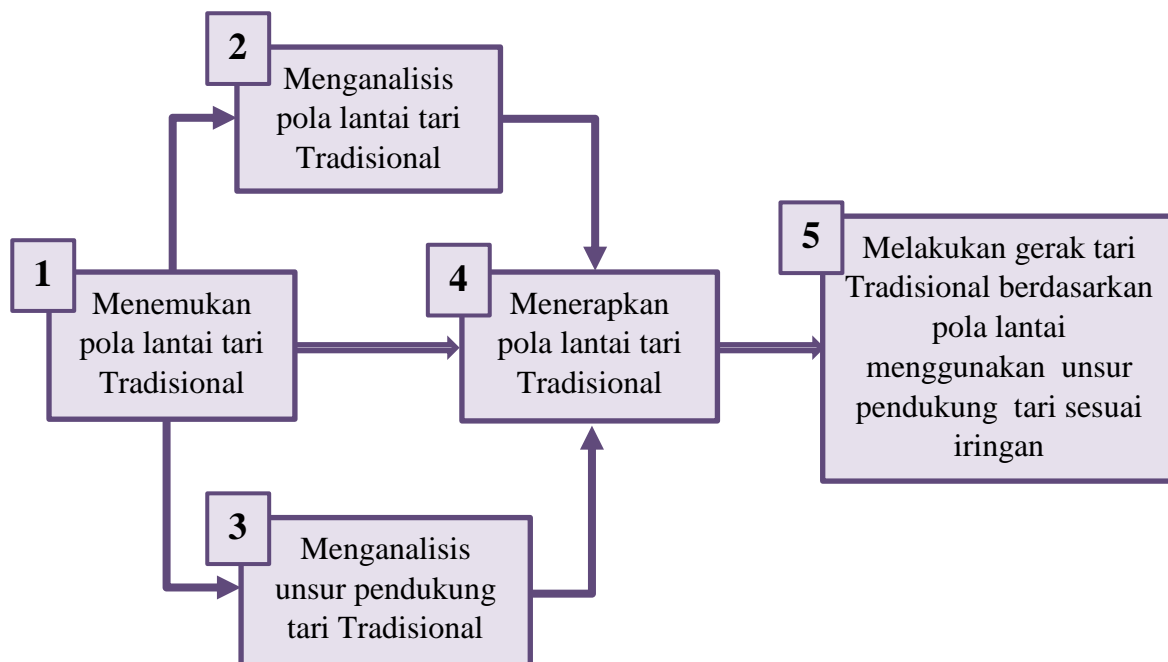 1
Menemukan
pola lantai tari
Tradisional
2
Menganalisis
pola lantai tari
Tradisional
3
Menganalisis
unsur pendukung
tari Tradisional
4
Menerapkan
pola lantai tari
Tradisional
5
Melakukan gerak tari
Tradisional berdasarkan
pola lantai
menggunakan unsur
pendukung tari sesuai
iringan